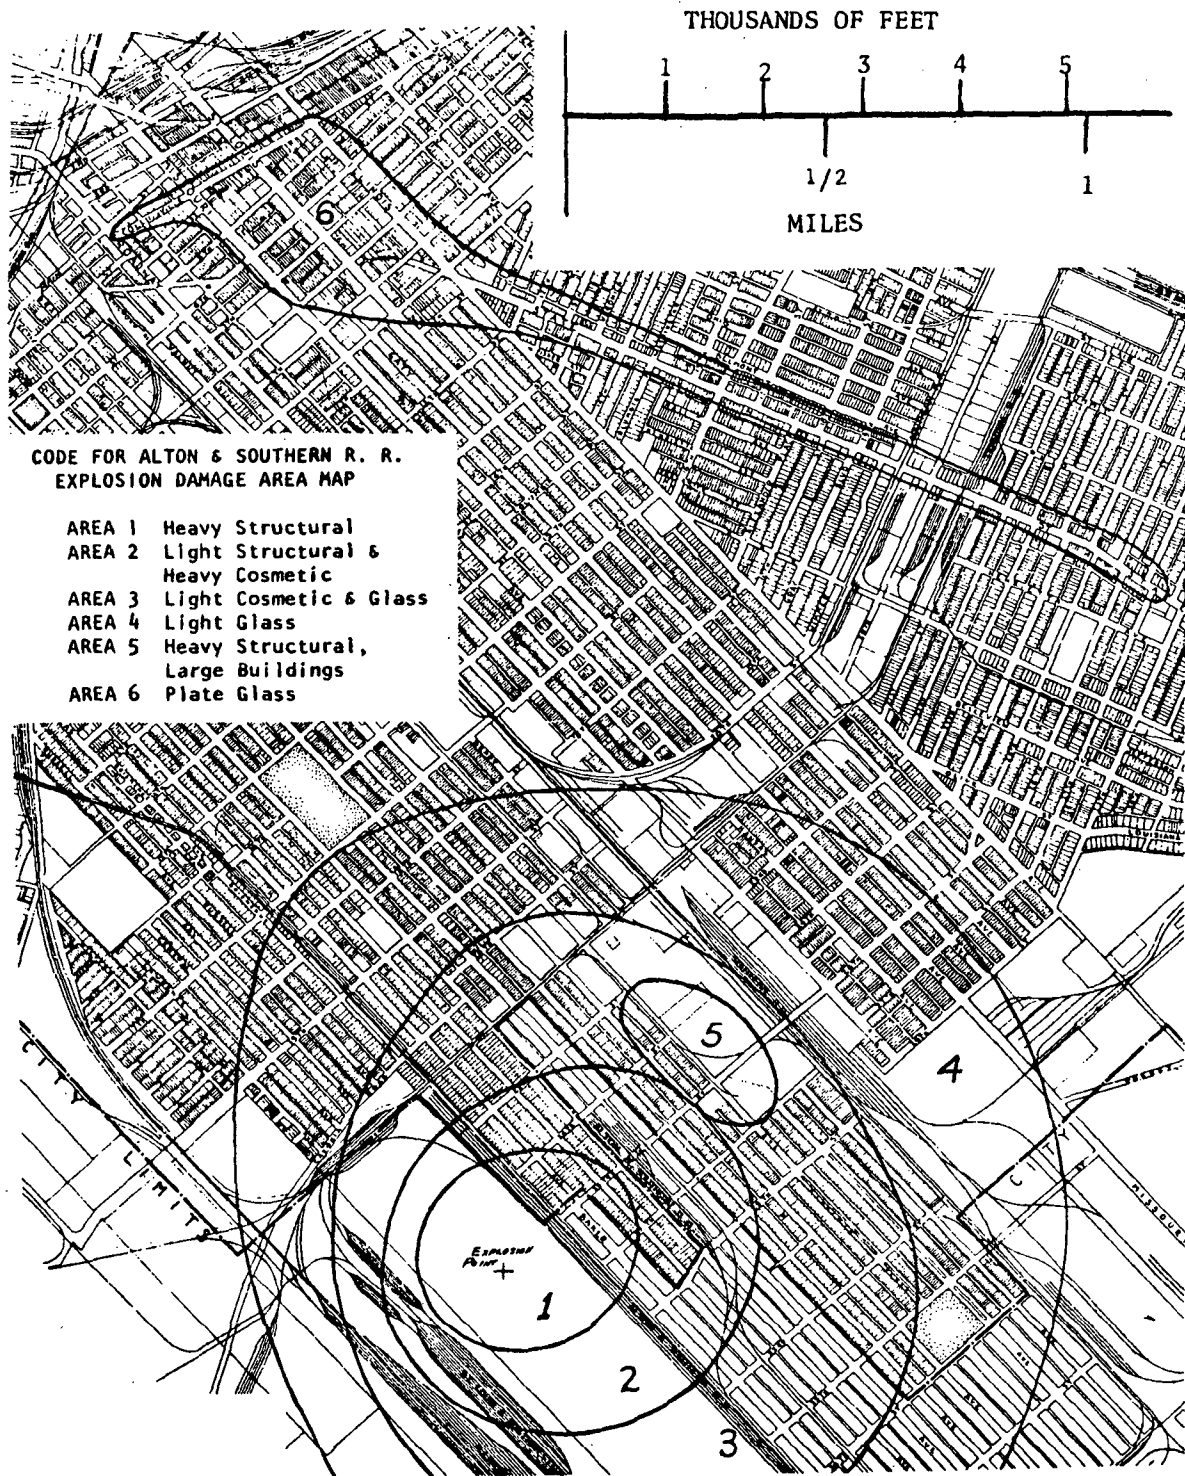 THOUSANDS OF FEET
1 2 3 4 5
1/2 1
MILES
6
CODE FOR ALTON & SOUTHERN R. R.
EXPLOSION DAMAGE AREA MAP
AREA 1 Heavy Structural
AREA 2 Light Structural &
Heavy Cosmetic
AREA 3 Light Cosmetic & Glass
AREA 4 Light Glass
AREA 5 Heavy Structural,
Large Buildings
AREA 6 Plate Glass
LOUISIANA
5
4
CITY LIMITS
MISSOURI
BAKER
EXPLOSION
POINT
1
2
3